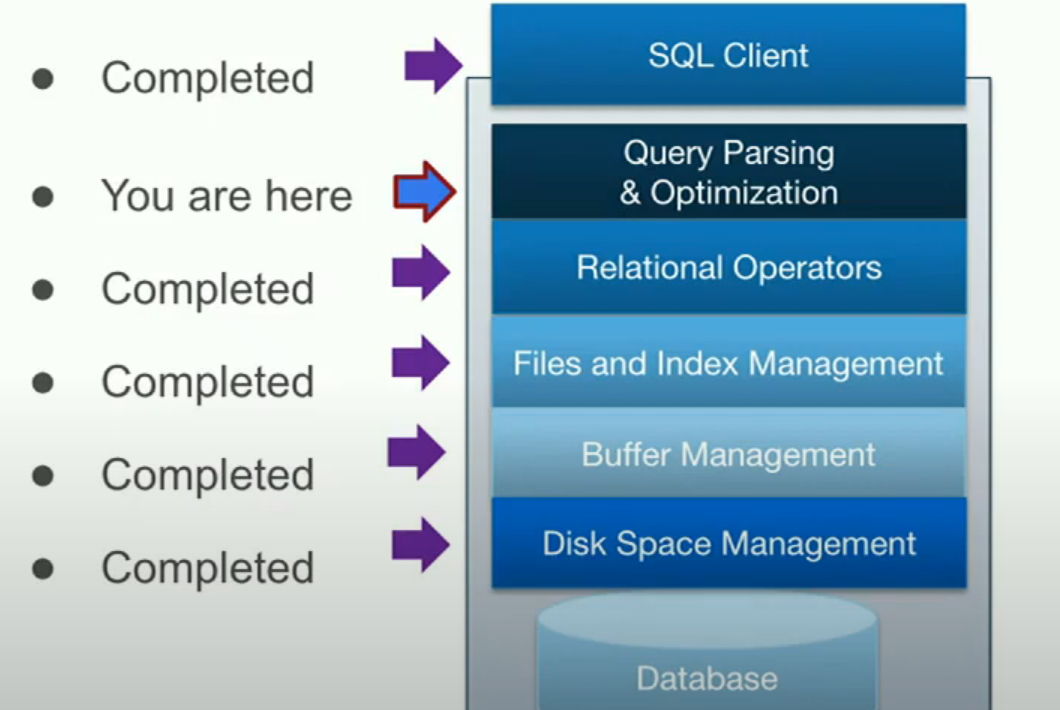 Completed
SQL Client
You are here
Query Parsing
& Optimization
Completed
Relational Operators
Completed
Files and Index Management
Completed
Buffer Management
Completed
Disk Space Management
Database